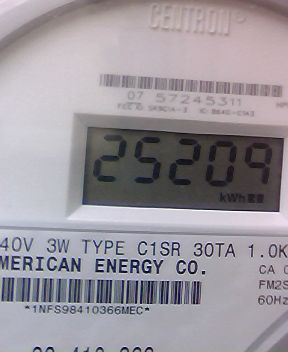 CENTRON®
07 57245311
25209
kWh
40V 3W TYPE C1SR 30TA 1.0K
MERICAN ENERGY CO.
CA 0
FM2S
60Hz
*1NFS98410366MEC*